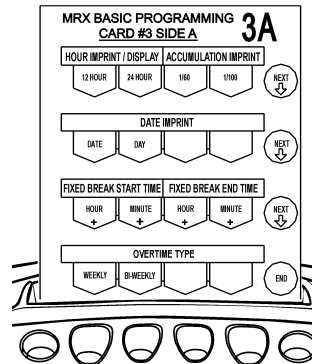 MRX BASIC PROGRAMMING
CARD #3 SIDE A
3A
HOUR IMPRINT / DISPLAY ACCUMULATION IMPRINT
12 HOUR 24 HOUR 1/60 1/100 NEXT
DATE IMPRINT
DATE DAY NEXT
FIXED BREAK START TIME FIXED BREAK END TIME
HOUR MINUTE HOUR MINUTE NEXT
+ + + +
OVERTIME TYPE
WEEKLY BI-WEEKLY END